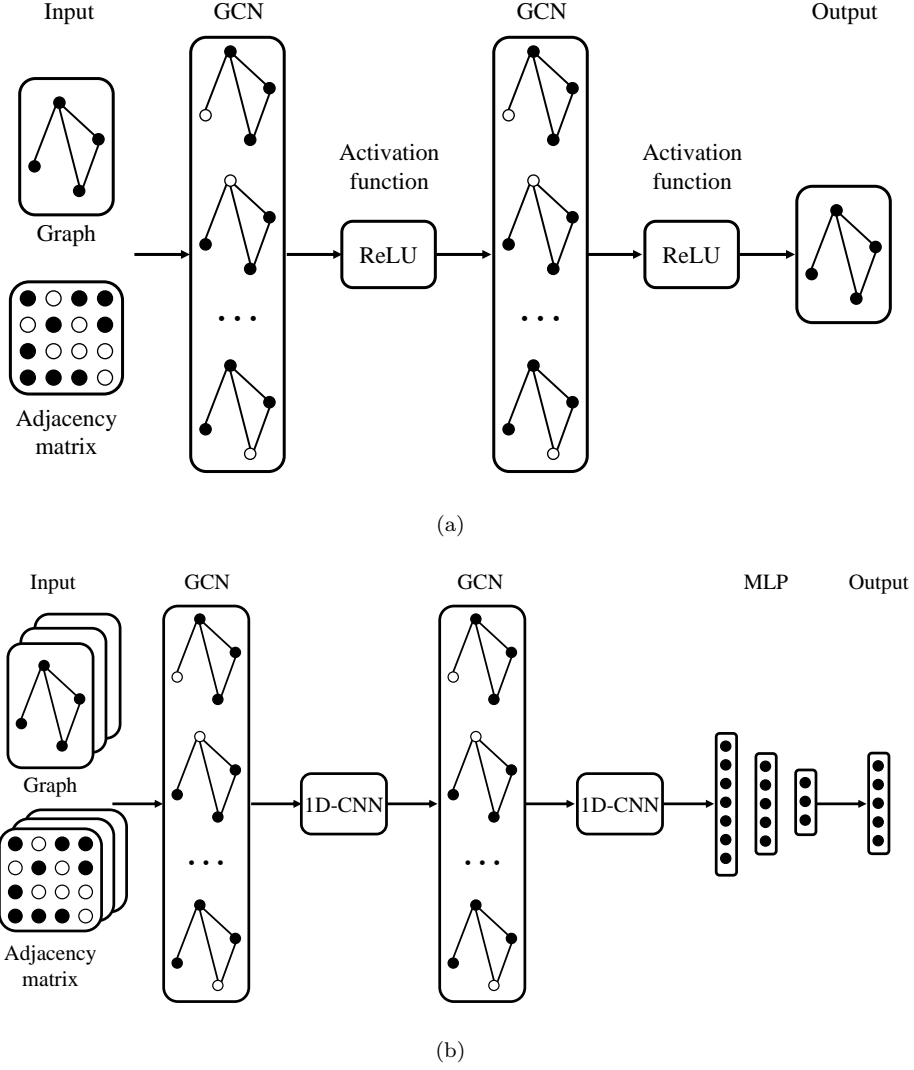 Input
GCN
GCN
Output
Activation
function
Activation
function
Graph
ReLU
ReLU
...
...
Adjacency
matrix
(a)
Input
GCN
GCN
MLP
Output
Graph
1D-CNN
1D-CNN
...
...
Adjacency
matrix
(b)